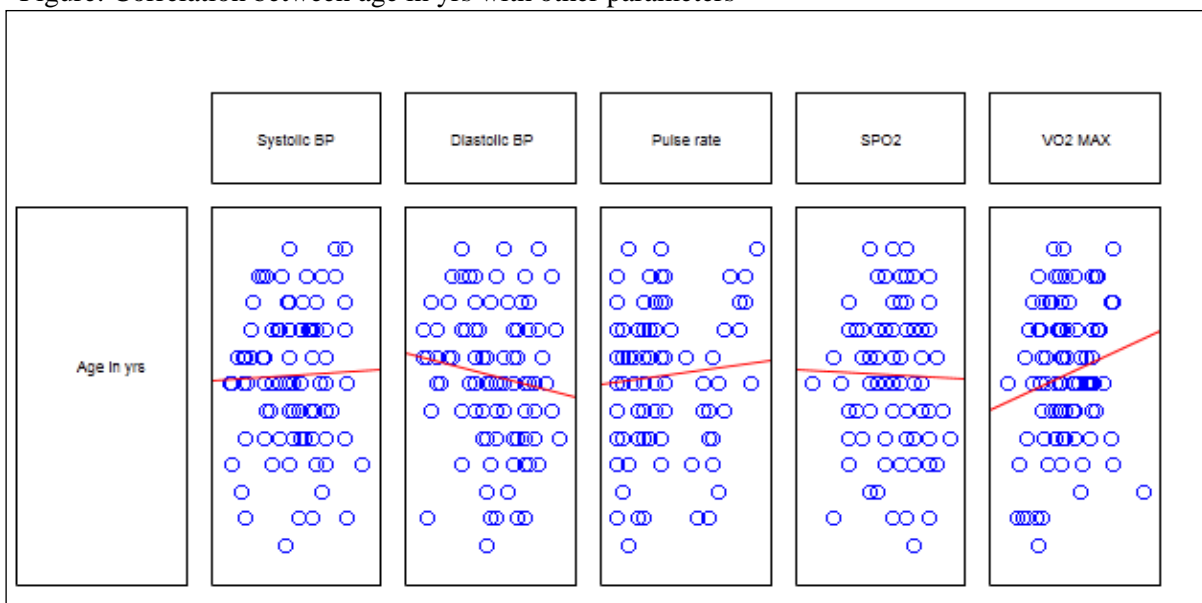 Figure: Correlation between age in yrs with other parameters
Systolic BP
Diastolic BP
Pulse rate
SPO2
VO2 MAX
Age in yrs